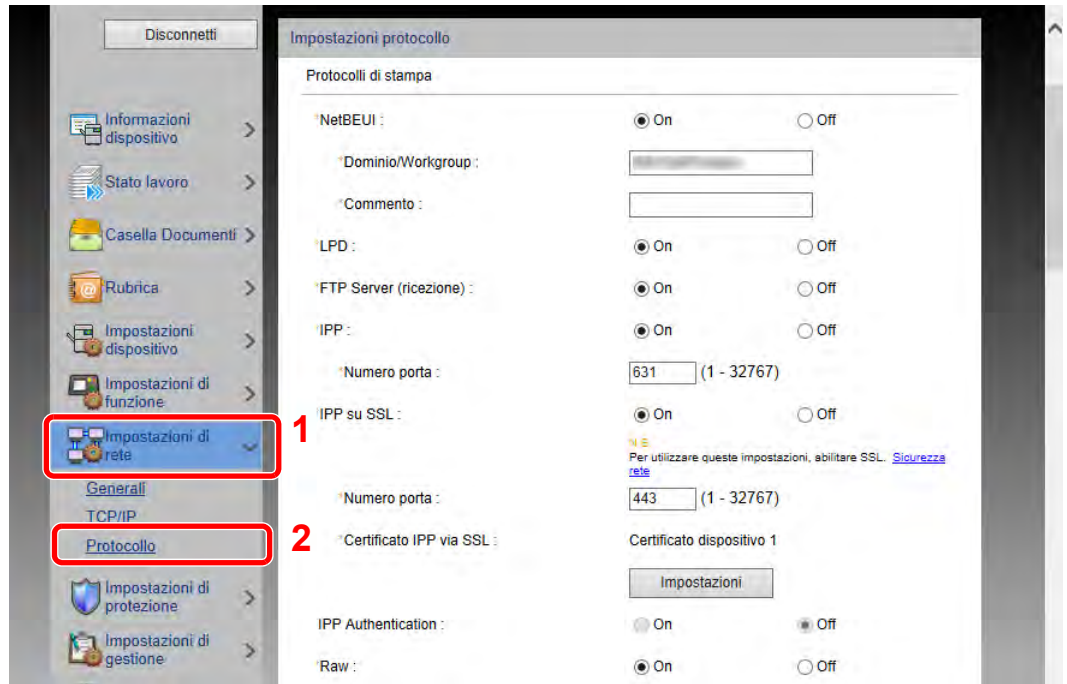 Disconnetti
Informazioni
dispositivo
Stato lavoro
Casella Documenti
Rubrica
Impostazioni
dispositivo
Impostazioni di
funzione
Impostazioni di
rete
1
Generali
TCP/IP
Protocollo
2
Impostazioni di
protezione
Impostazioni di
gestione
Impostazioni protocollo
Protocolli di stampa
*NetBEUI : On Off
*Dominio/Workgroup :
*Commento :
LPD : On Off
*FTP Server (ricezione) : On Off
*IPP : On Off
*Numero porta : 631 (1 - 32767)
*IPP su SSL : On Off
N.B.
Per utilizzare queste impostazioni, abilitare SSL. Sicurezza
rete
*Numero porta : 443 (1 - 32767)
*Certificato IPP via SSL : Certificato dispositivo 1
Impostazioni
IPP Authentication : On Off
*Raw : On Off